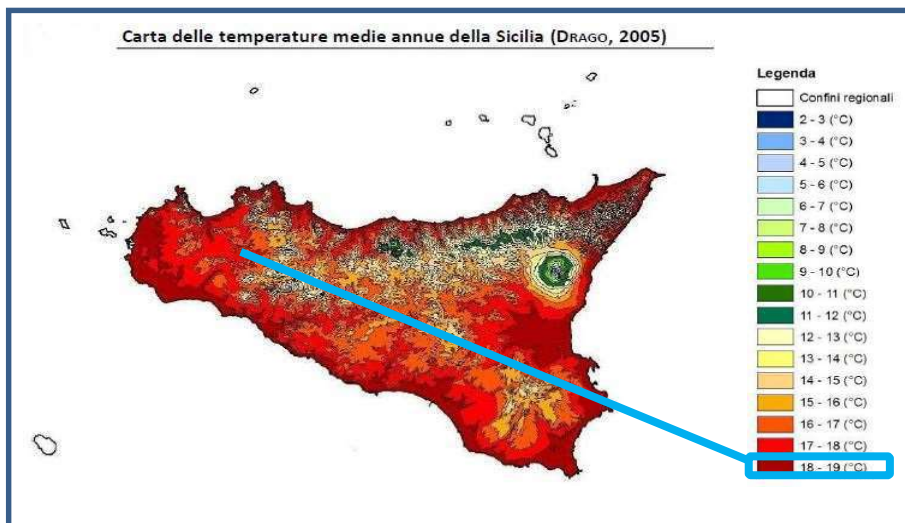 Carta delle temperature medie annue della Sicilia (DRAGO, 2005)
Legenda
Confini regionali
2 - 3 (°C)
3 - 4 (°C)
4 - 5 (°C)
5 - 6 (°C)
6 - 7 (°C)
7 - 8 (°C)
8 - 9 (°C)
9 - 10 (°C)
10 - 11 (°C)
11 - 12 (°C)
12 - 13 (°C)
13 - 14 (°C)
14 - 15 (°C)
15 - 16 (°C)
16 - 17 (°C)
17 - 18 (°C)
18 - 19 (°C)